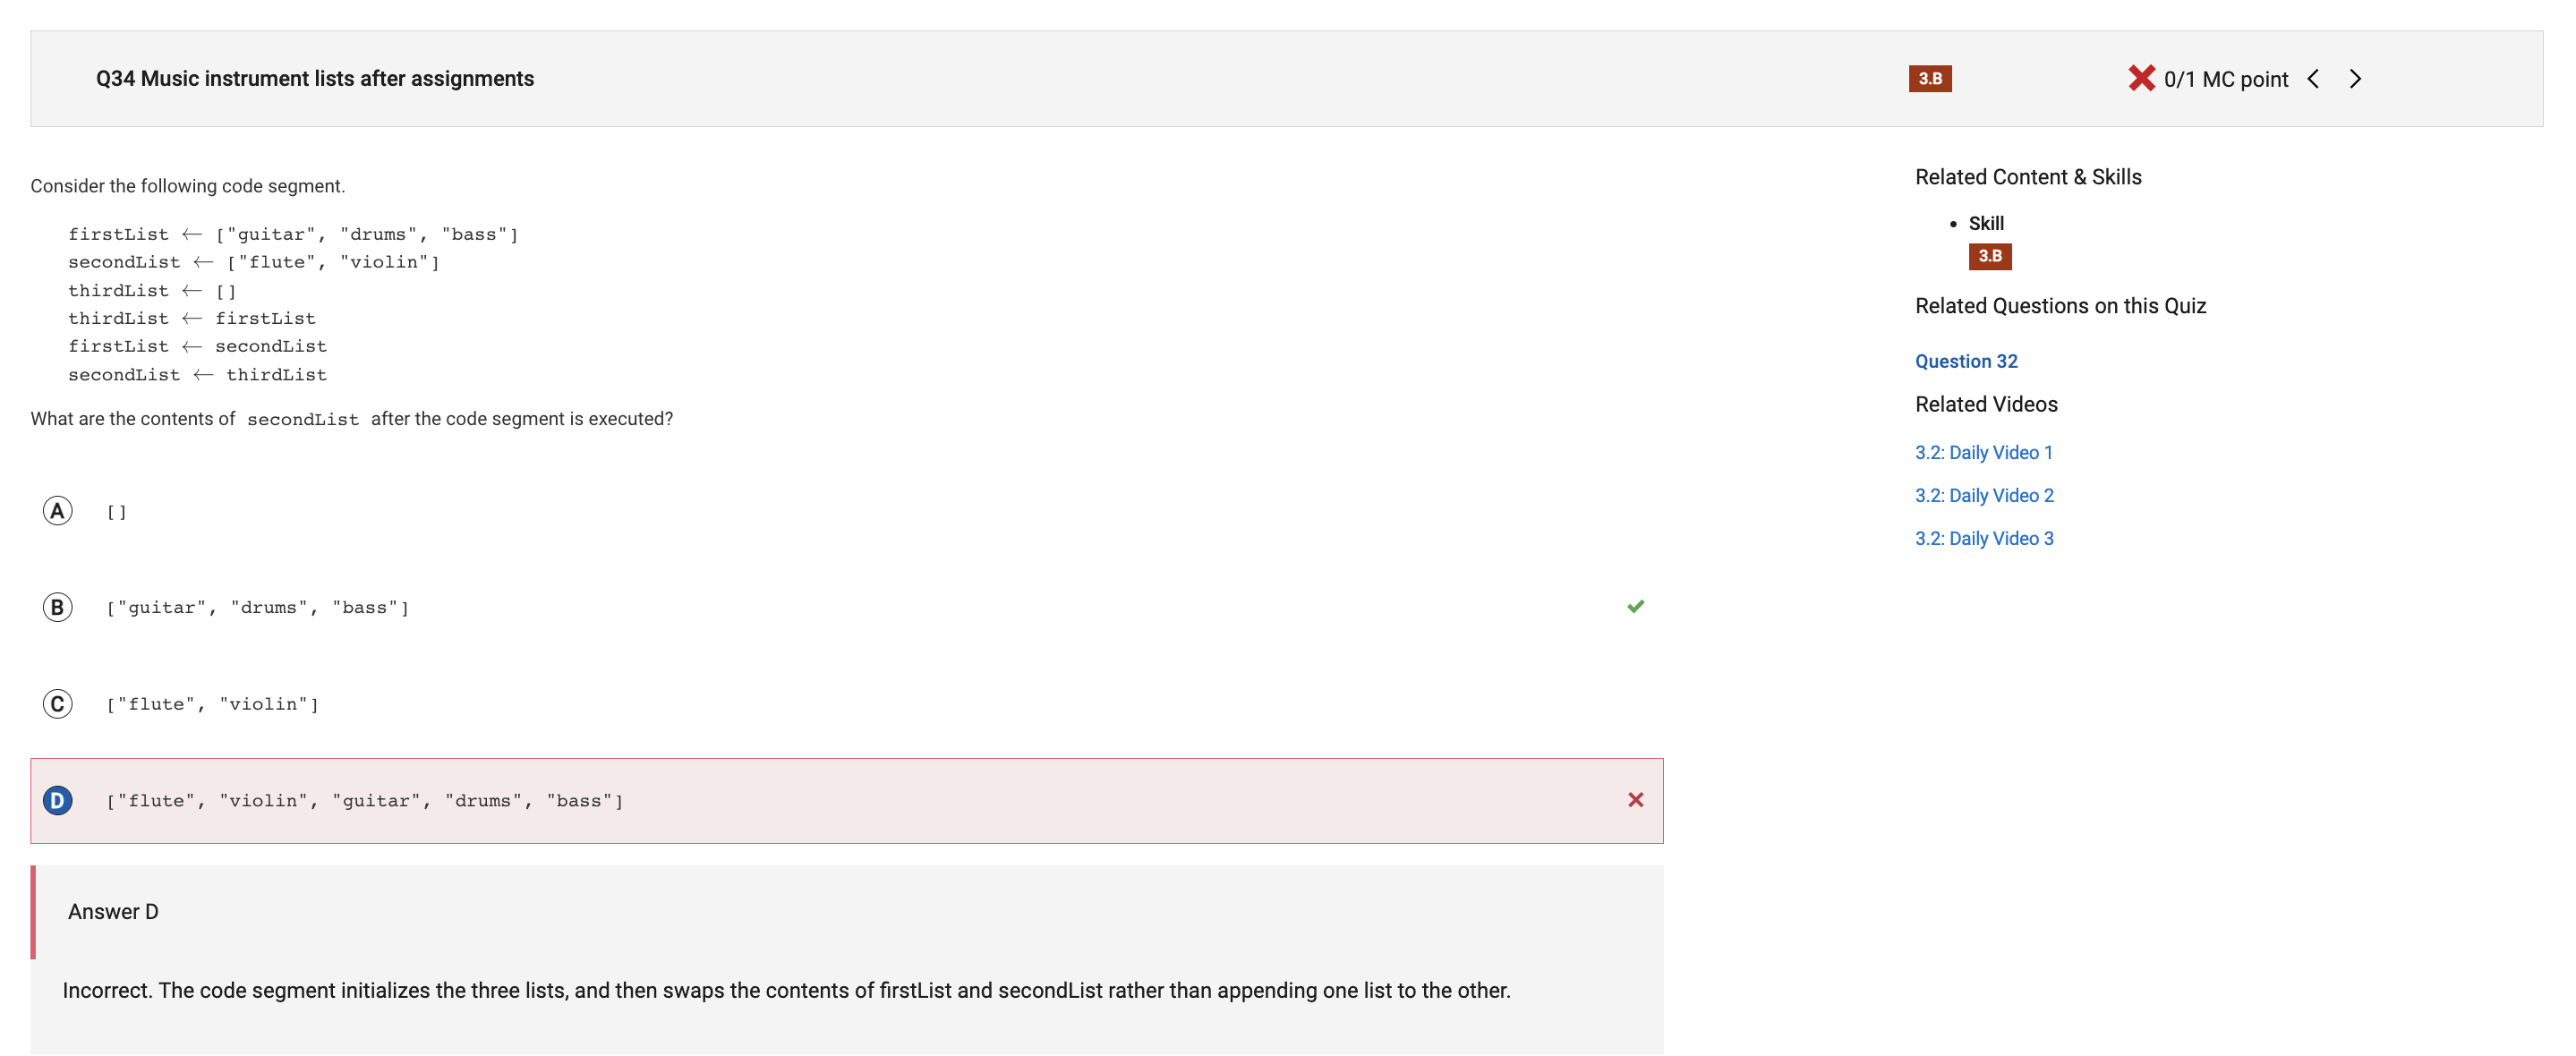 Q34 Music instrument lists after assignments
3.B
0/1 MC point
Consider the following code segment.
firstList ← ["guitar", "drums", "bass"]
secondList ← ["flute", "violin"]
thirdList ← []
thirdList ← firstList
firstList ← secondList
secondList ← thirdList
What are the contents of secondList after the code segment is executed?
A []
B ["guitar", "drums", "bass"]
C ["flute", "violin"]
D ["flute", "violin", "guitar", "drums", "bass"]
Answer D
Incorrect. The code segment initializes the three lists, and then swaps the contents of firstList and secondList rather than appending one list to the other.
Related Content & Skills
• Skill
3.B
Related Questions on this Quiz
Question 32
Related Videos
3.2: Daily Video 1
3.2: Daily Video 2
3.2: Daily Video 3